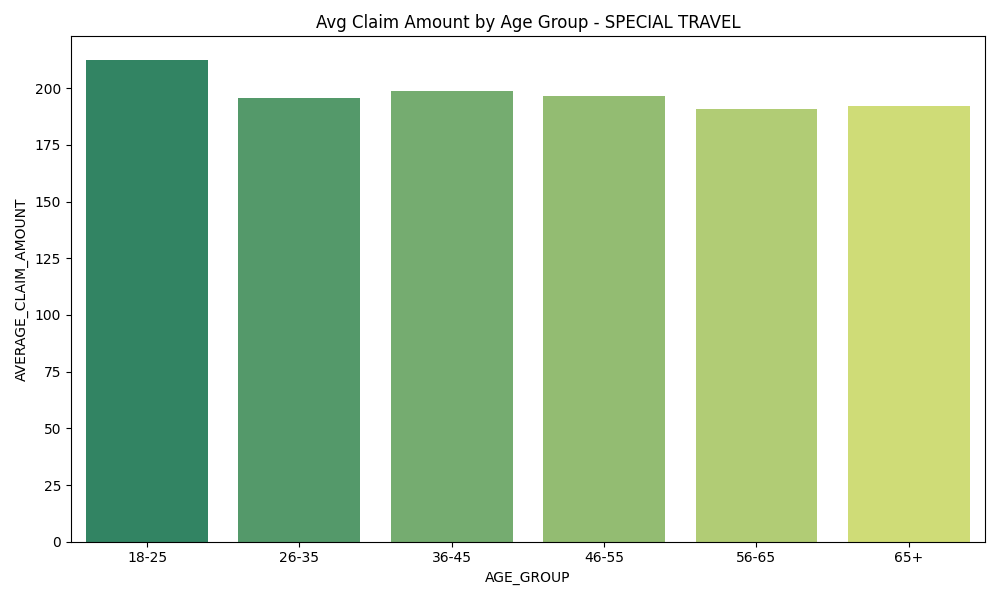 Avg Claim Amount by Age Group - SPECIAL TRAVEL
AVERAGE_CLAIM_AMOUNT
200
175
150
125
100
75
50
25
0
18-25 26-35 36-45 46-55 56-65 65+
AGE_GROUP